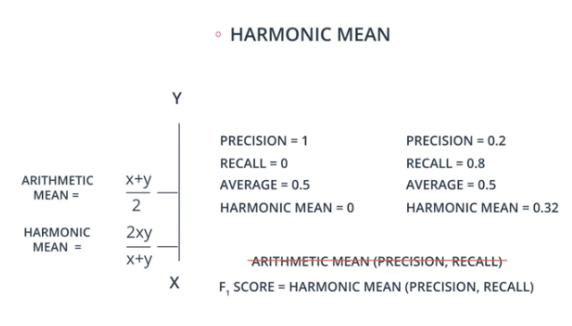 HARMONIC MEAN
Y
ARITHMETIC
MEAN =
x+y
2
HARMONIC
MEAN =
2xy
x+y
X
PRECISION = 1
RECALL = 0
AVERAGE = 0.5
HARMONIC MEAN = 0
PRECISION = 0.2
RECALL = 0.8
AVERAGE = 0.5
HARMONIC MEAN = 0.32
ARITHMETIC MEAN (PRECISION, RECALL)
F₁ SCORE = HARMONIC MEAN (PRECISION, RECALL)